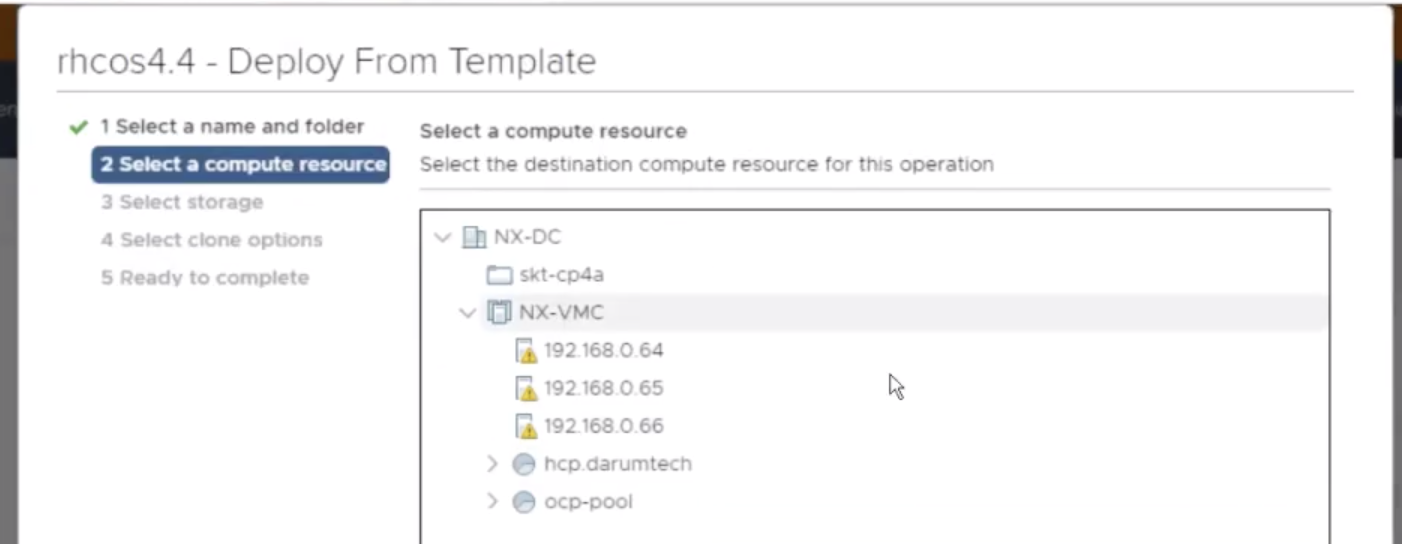 rhcos4.4 - Deploy From Template
1 Select a name and folder
2 Select a compute resource
3 Select storage
4 Select clone options
5 Ready to complete
Select a compute resource
Select the destination compute resource for this operation
NX-DC
skt-cp4a
NX-VMC
192.168.0.64
192.168.0.65
192.168.0.66
hcp.darumtech
ocp-pool